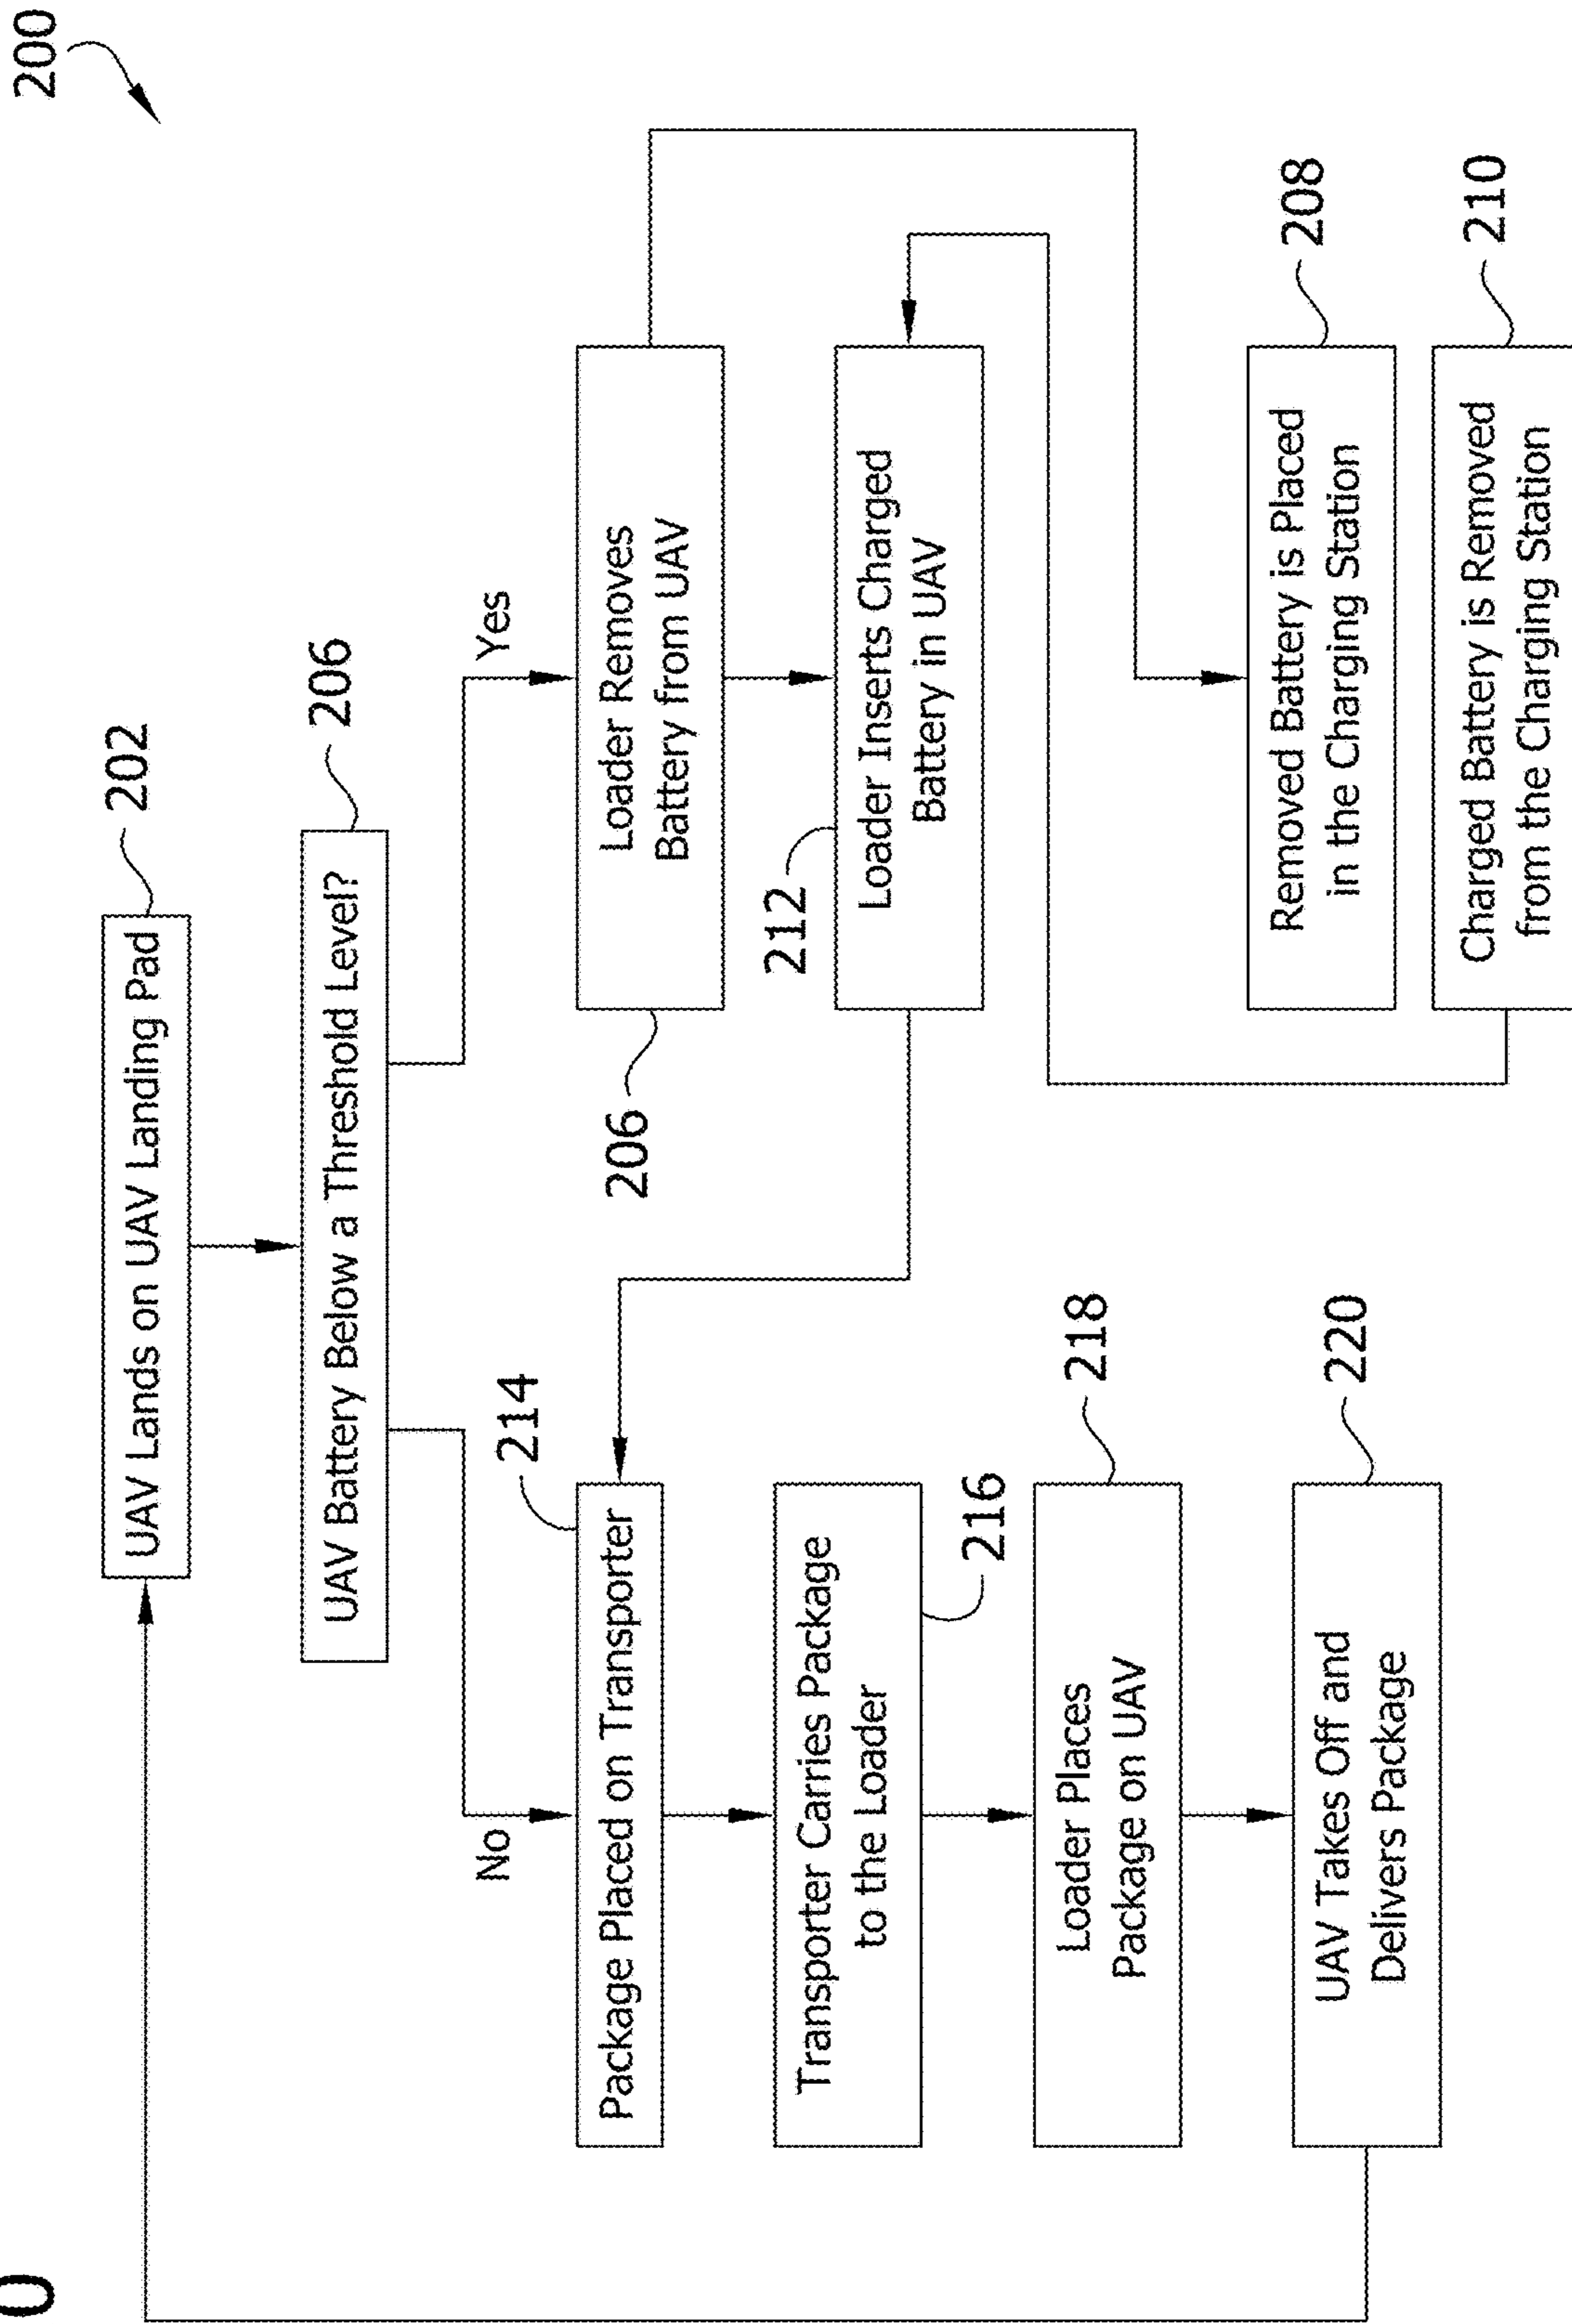 200
UAV Lands on UAV Landing Pad
202
UAV Battery Below a Threshold Level?
206
No
Yes
214
Package Placed on Transporter
Transporter Carries Package
to the Loader
216
Loader Places
Package on UAV
218
UAV Takes Off and
Delivers Package
220
Loader Removes
Battery from UAV
206
212
Loader Inserts Charged
Battery in UAV
Removed Battery is Placed
in the Charging Station
208
Charged Battery is Removed
from the Charging Station
210